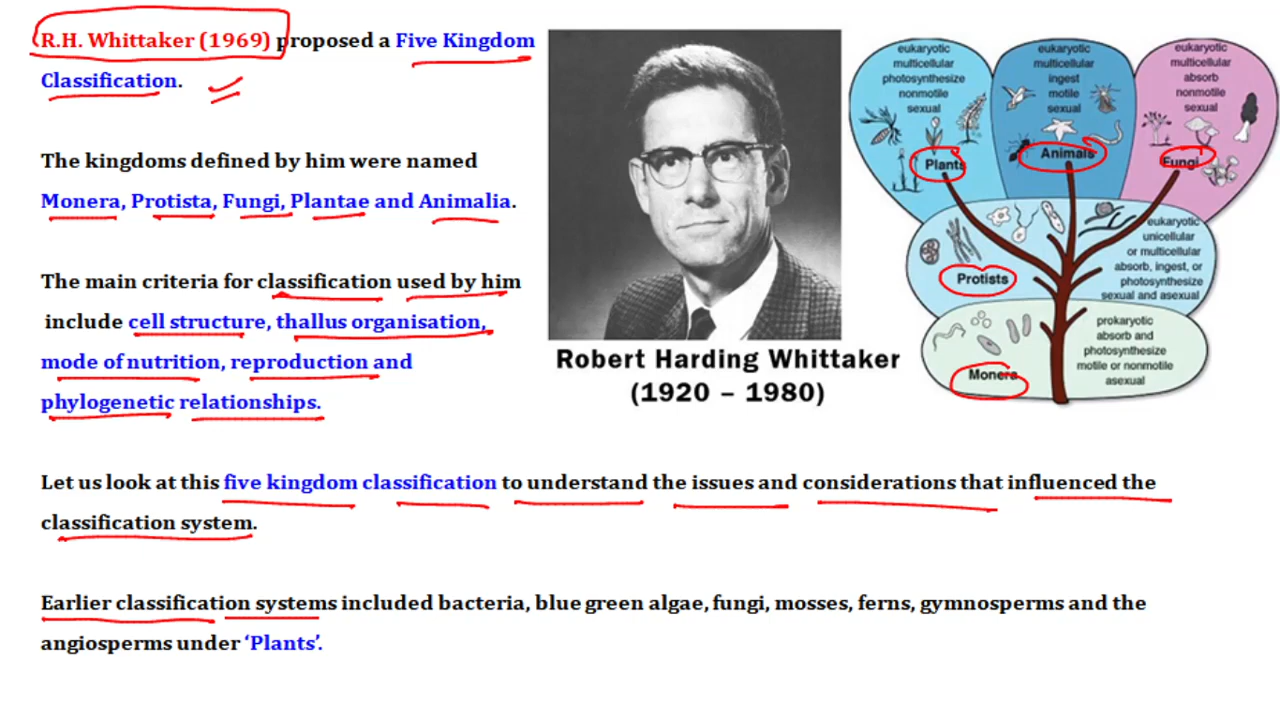 R.H. Whittaker (1969) proposed a Five Kingdom
Classification.
The kingdoms defined by him were named
Monera, Protista, Fungi, Plantae and Animalia.
The main criteria for classification used by him
include cell structure, thallus organisation,
mode of nutrition, reproduction and
phylogenetic relationships.
Robert Harding Whittaker
(1920 – 1980)
eukaryotic
multicellular
photosynthesize
nonmotile
sexual
Plants
eukaryotic
multicellular
ingest
motile
sexual
Animals
eukaryotic
multicellular
absorb
nonmotile
sexual
Fungi
Protists
eukaryotic
unicellular
or multicellular
absorb, ingest, or
photosynthesize
sexual and asexual
Monera
prokaryotic
absorb and
photosynthesize
motile or nonmotile
asexual
Let us look at this five kingdom classification to understand the issues and considerations that influenced the
classification system.
Earlier classification systems included bacteria, blue green algae, fungi, mosses, ferns, gymnosperms and the
angiosperms under ‘Plants’.